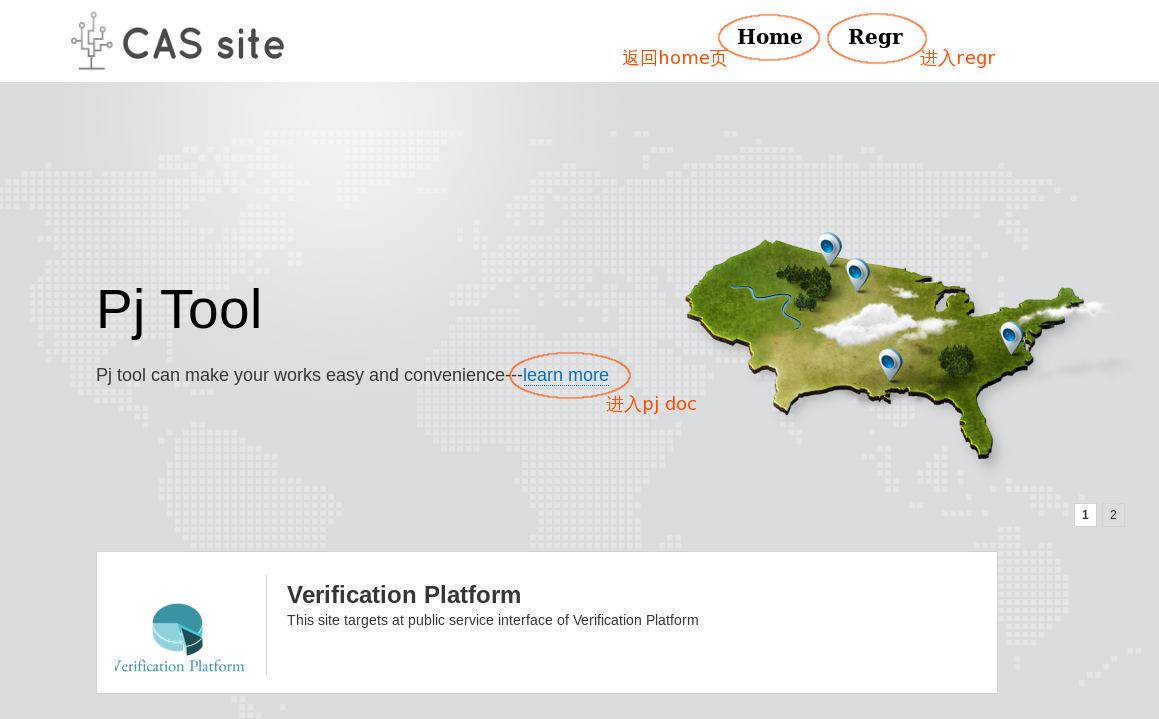 CAS site
Home
Regr
返回home页
进入regr
Pj Tool
Pj tool can make your works easy and convenience---learn more
进入pj doc
1 2
Verification Platform
This site targets at public service interface of Verification Platform
Verification Platform